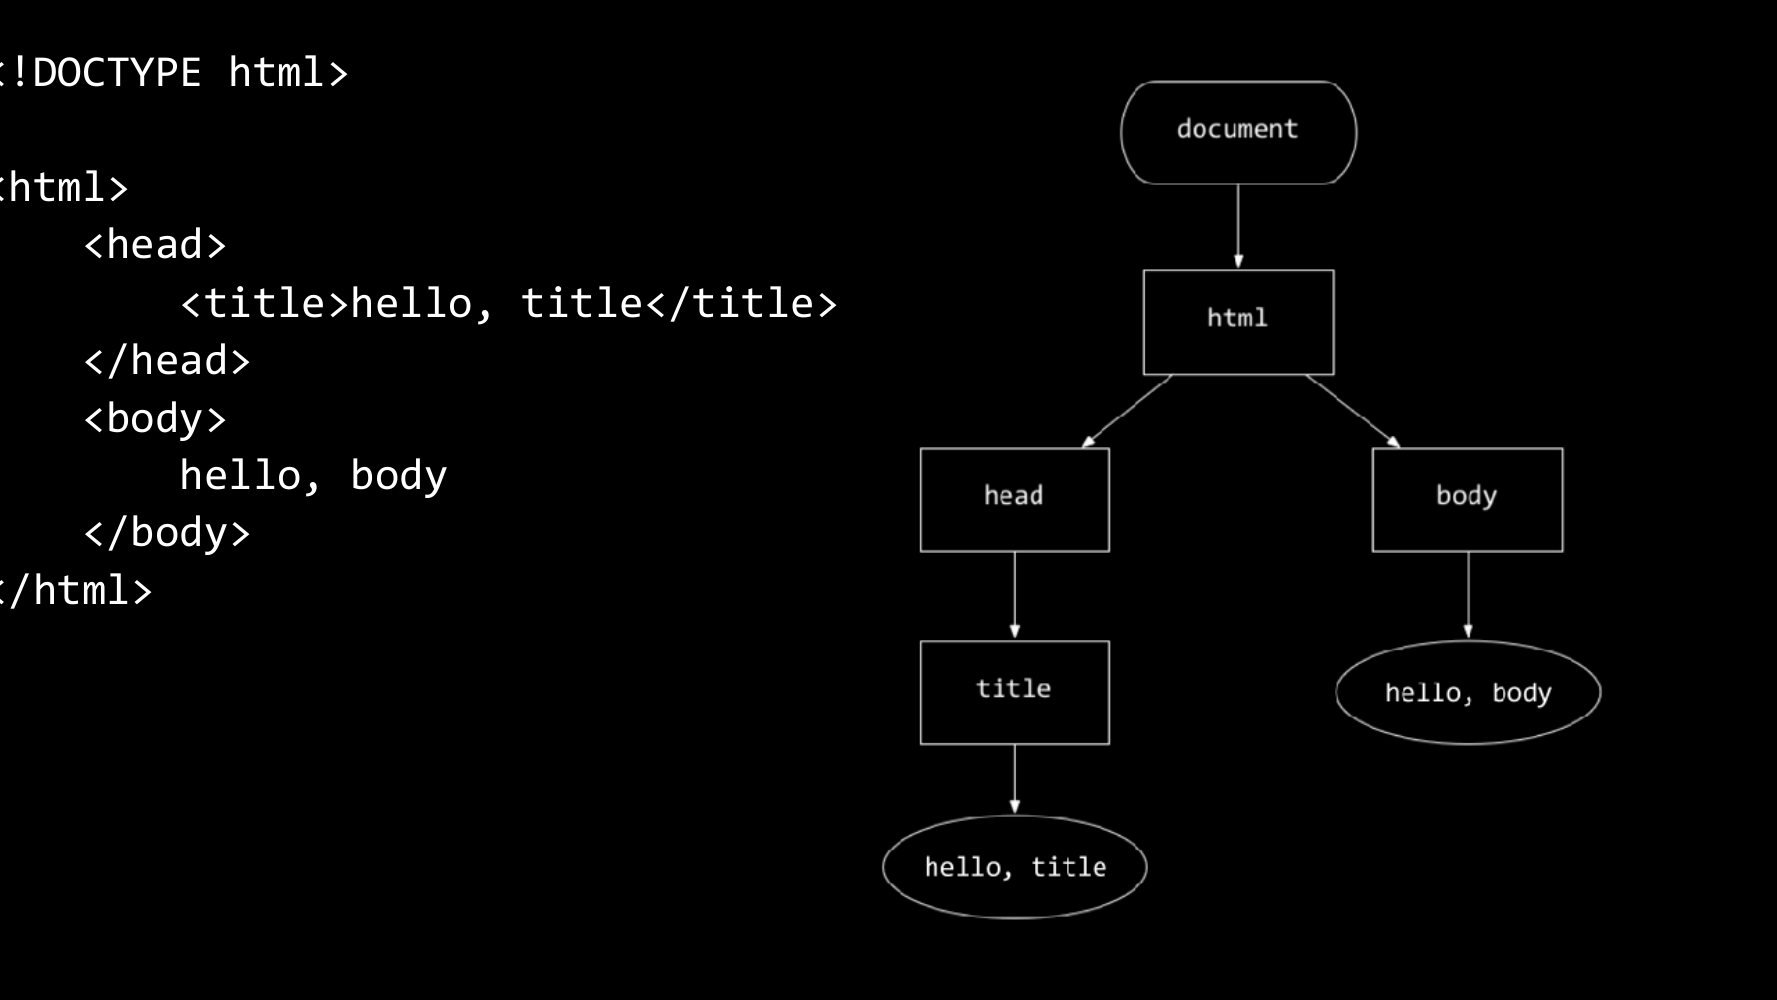 <!DOCTYPE html>
<html>
<head>
<title>hello, title</title>
</head>
<body>
hello, body
</body>
</html>
document
html
head
body
title
hello, body
hello, title